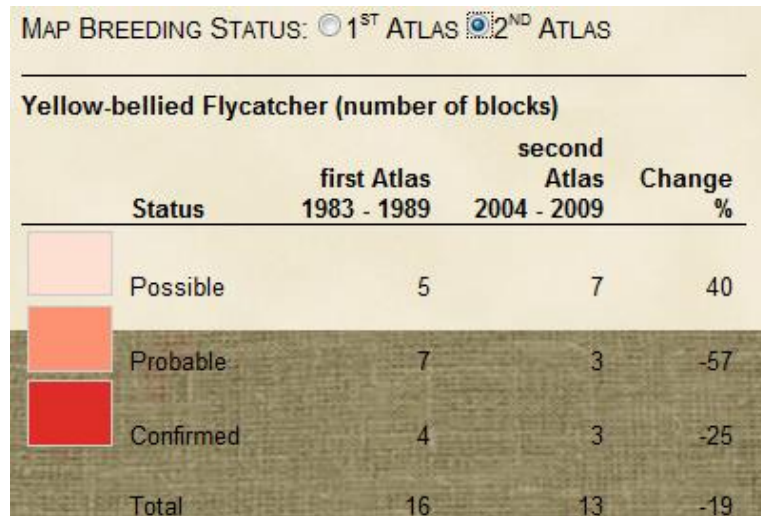 MAP BREEDING STATUS: 1ST ATLAS 2ND ATLAS
Yellow-bellied Flycatcher (number of blocks)
second
first Atlas Atlas Change
Status 1983 - 1989 2004 - 2009 %
Possible 5 7 40
Probable 7 3 -57
Confirmed 4 3 -25
Total 16 13 -19